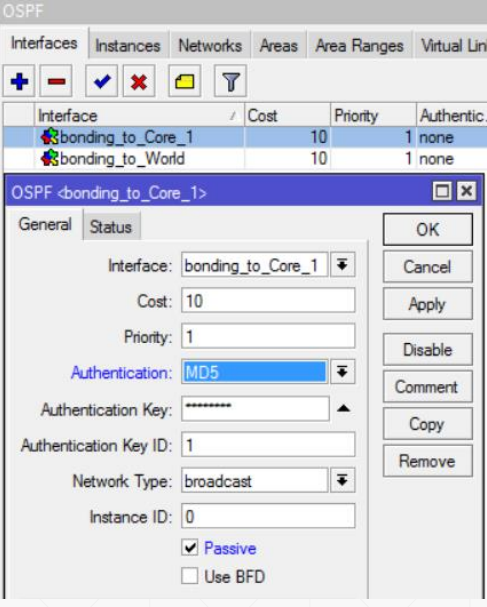 OSPF
Interfaces Instances Networks Areas Area Ranges Virtual Lin
Interface Cost Priority Authentic.
bonding_to_Core_1 10 1 none
bonding_to_World 10 1 none
OSPF <bonding_to_Core_1>
General Status
Interface: bonding_to_Core_1
Cost: 10
Priority: 1
Authentication: MD5
Authentication Key: ********
Authentication Key ID: 1
Network Type: broadcast
Instance ID: 0
Passive
Use BFD
OK
Cancel
Apply
Disable
Comment
Copy
Remove